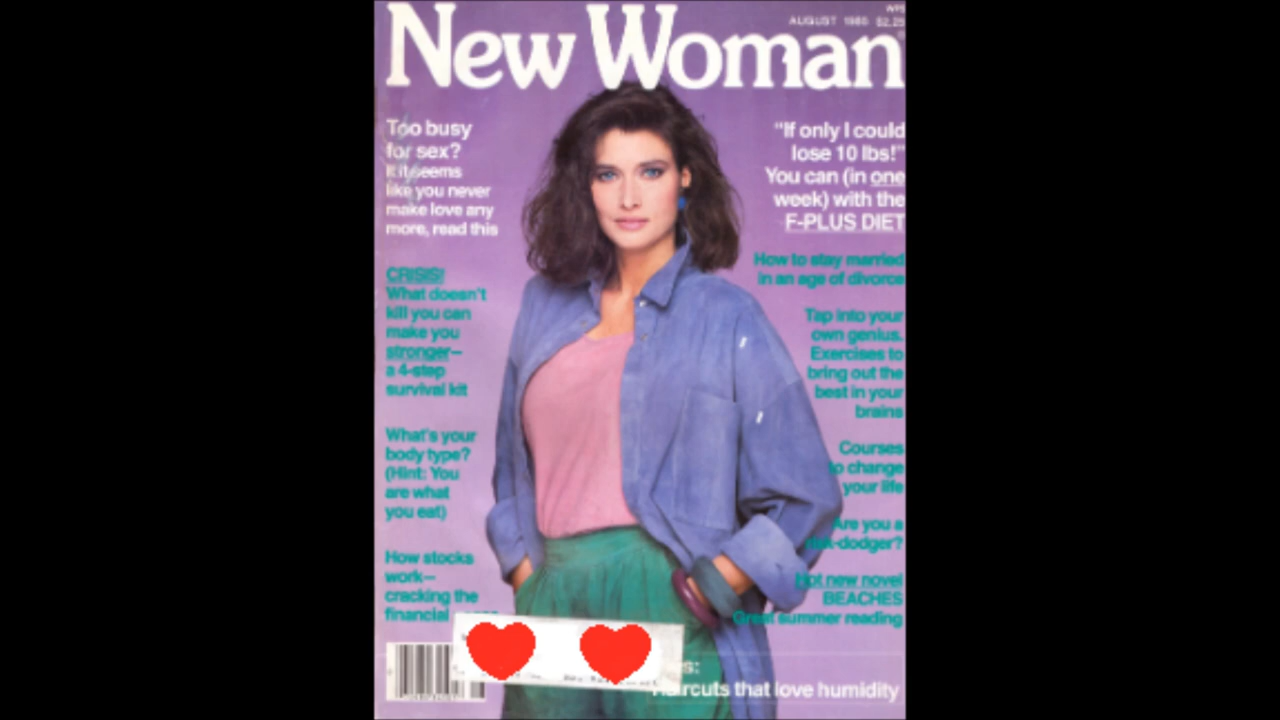 WPS
AUGUST 1985 $2.25
New Woman
Too busy
for sex?
If it seems
like you never
make love any
more, read this
CRISIS!
What doesn't
kill you can
make you
stronger—
a 4-step
survival kit
What's your
body type?
(Hint: You
are what
you eat)
How stocks
work—
cracking the
financial
"If only I could
lose 10 lbs!"
You can (in one
week) with the
F-PLUS DIET
How to stay married
in an age of divorce
Tap into your
own genius.
Exercises to
bring out the
best in your
brains
Courses
to change
your life
Are you a
-dodger?
Hot new novel
BEACHES
Great summer reading
Haircuts that love humidity